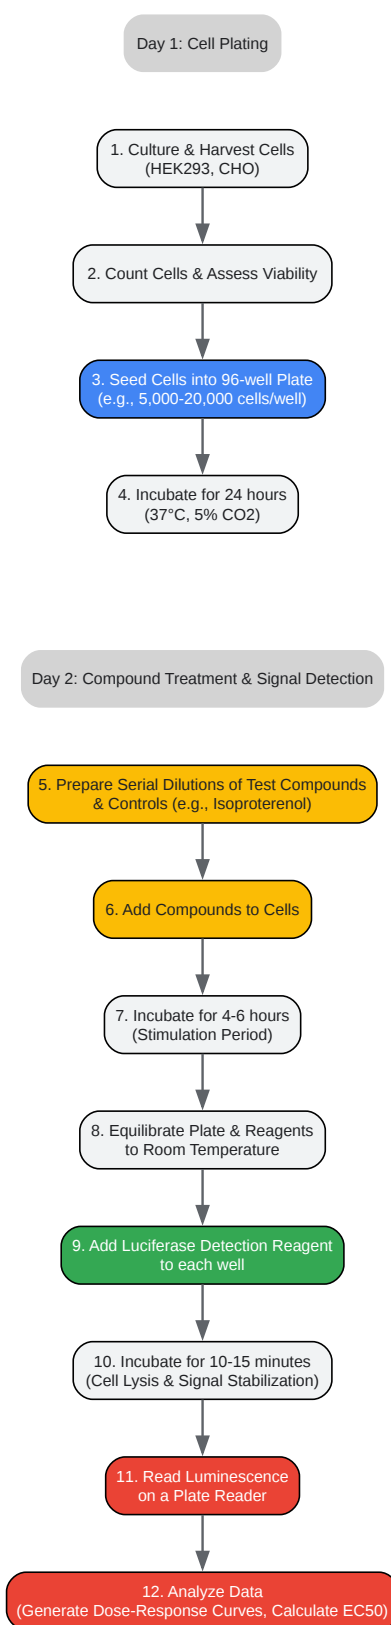 Day 1: Cell Plating
1. Culture & Harvest Cells
(HEK293, CHO)
2. Count Cells & Assess Viability
3. Seed Cells into 96-well Plate
(e.g., 5,000-20,000 cells/well)
4. Incubate for 24 hours
(37°C, 5% CO2)
Day 2: Compound Treatment & Signal Detection
5. Prepare Serial Dilutions of Test Compounds
& Controls (e.g., Isoproterenol)
6. Add Compounds to Cells
7. Incubate for 4-6 hours
(Stimulation Period)
8. Equilibrate Plate & Reagents
to Room Temperature
9. Add Luciferase Detection Reagent
to each well
10. Incubate for 10-15 minutes
(Cell Lysis & Signal Stabilization)
11. Read Luminescence
on a Plate Reader
12. Analyze Data
(Generate Dose-Response Curves, Calculate EC50)